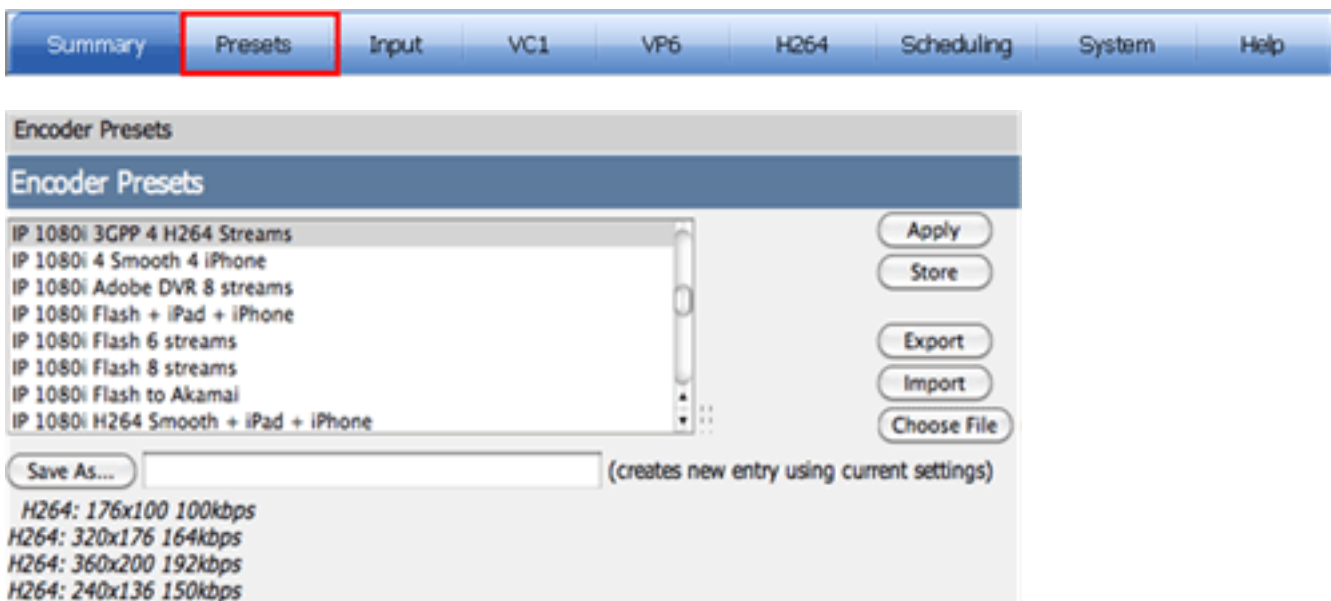 Summary Presets Input VC1 VP6 H264 Scheduling System Help
Encoder Presets
Encoder Presets
IP 1080i 3GPP 4 H264 Streams
IP 1080i 4 Smooth 4 iPhone
IP 1080i Adobe DVR 8 streams
IP 1080i Flash + iPad + iPhone
IP 1080i Flash 6 streams
IP 1080i Flash 8 streams
IP 1080i Flash to Akamai
IP 1080i H264 Smooth + iPad + iPhone
Apply
Store
Export
Import
Choose File
Save As... (creates new entry using current settings)
H264: 176x100 100kbps
H264: 320x176 164kbps
H264: 360x200 192kbps
H264: 240x136 150kbps